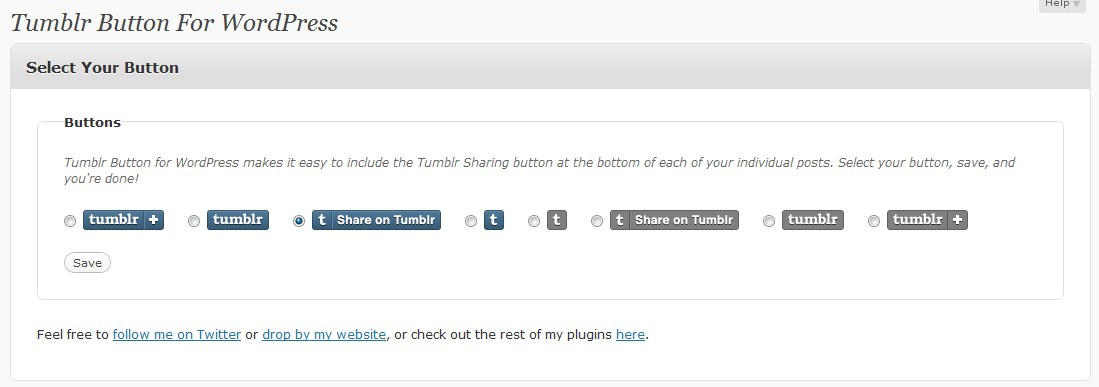 Help
Tumblr Button For WordPress
Select Your Button
Buttons
Tumblr Button for WordPress makes it easy to include the Tumblr Sharing button at the bottom of each of your individual posts. Select your button, save, and
you're done!
tumblr + tumblr t Share on Tumblr t t t Share on Tumblr tumblr tumblr +
Save
Feel free to follow me on Twitter or drop by my website, or check out the rest of my plugins here.